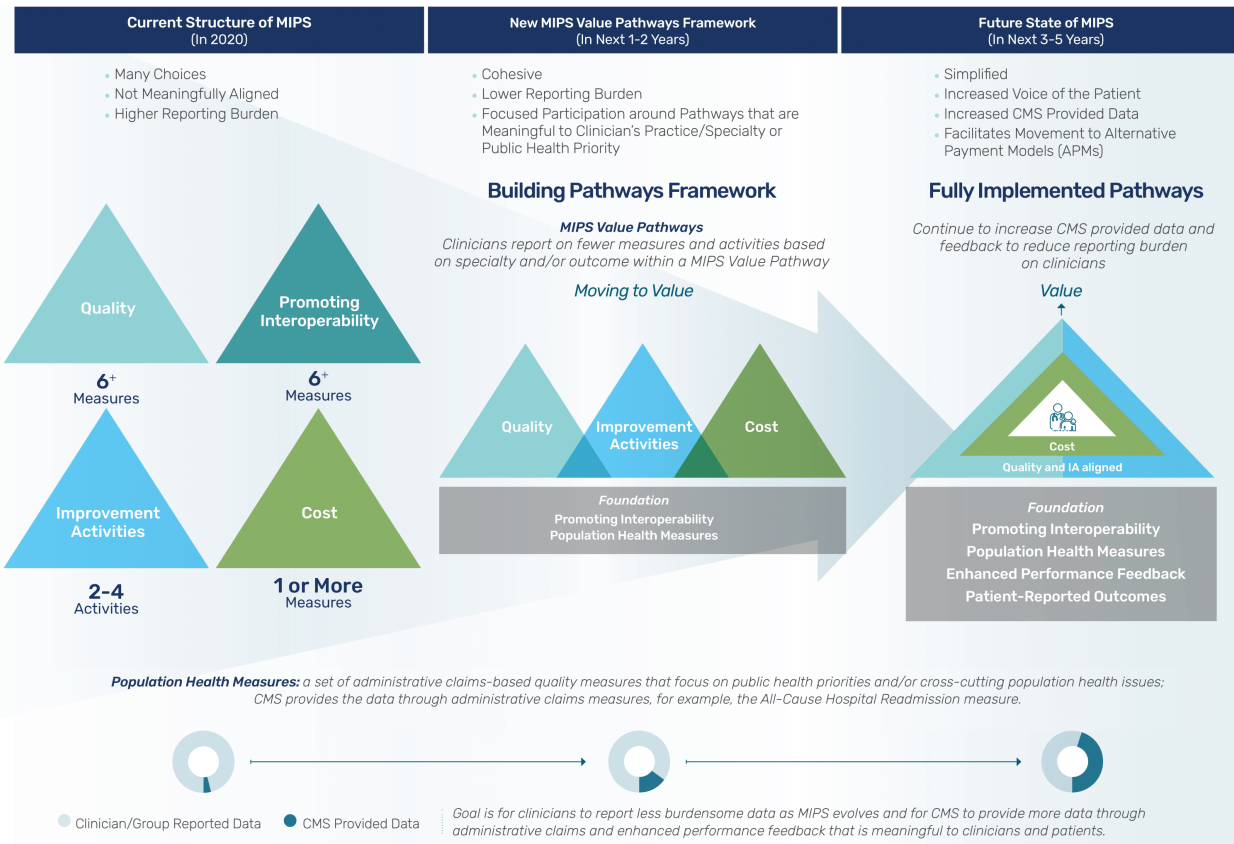 Current Structure of MIPS
(In 2020)
New MIPS Value Pathways Framework
(In Next 1-2 Years)
Future State of MIPS
(In Next 3-5 Years)
• Many Choices
• Not Meaningfully Aligned
• Higher Reporting Burden
• Cohesive
• Lower Reporting Burden
• Focused Participation around Pathways that are
Meaningful to Clinician's Practice/Specialty or
Public Health Priority
• Simplified
• Increased Voice of the Patient
• Increased CMS Provided Data
• Facilitates Movement to Alternative
Payment Models (APMs)
Quality
6+
Measures
Promoting
Interoperability
6+
Measures
Improvement
Activities
2-4
Activities
Cost
1 or More
Measures
Building Pathways Framework
MIPS Value Pathways
Clinicians report on fewer measures and activities based
on specialty and/or outcome within a MIPS Value Pathway
Moving to Value
Quality
Improvement
Activities
Cost
Foundation
Promoting Interoperability
Population Health Measures
Fully Implemented Pathways
Continue to increase CMS provided data and
feedback to reduce reporting burden
on clinicians
Value
Cost
Quality and IA aligned
Foundation
Promoting Interoperability
Population Health Measures
Enhanced Performance Feedback
Patient-Reported Outcomes
Population Health Measures: a set of administrative claims-based quality measures that focus on public health priorities and/or cross-cutting population health issues;
CMS provides the data through administrative claims measures, for example, the All-Cause Hospital Readmission measure.
Clinician/Group Reported Data
CMS Provided Data
Goal is for clinicians to report less burdensome data as MIPS evolves and for CMS to provide more data through
administrative claims and enhanced performance feedback that is meaningful to clinicians and patients.